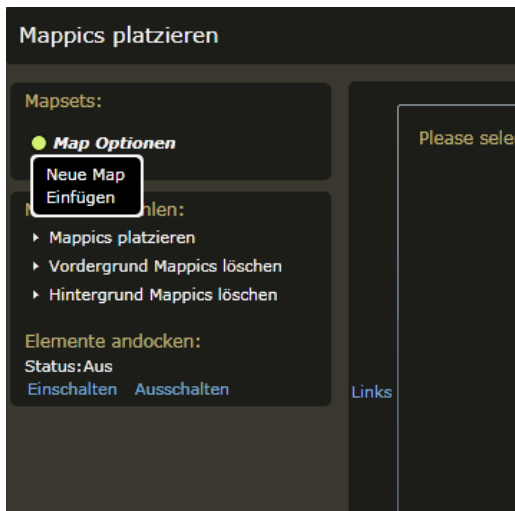 Mappics platzieren
Mapsets:
Map Optionen
Neue Map
Einfügen
hlen:
Mappics platzieren
Vordergrund Mappics löschen
Hintergrund Mappics löschen
Elemente andocken:
Status:Aus
Einschalten Ausschalten
Please sele
Links